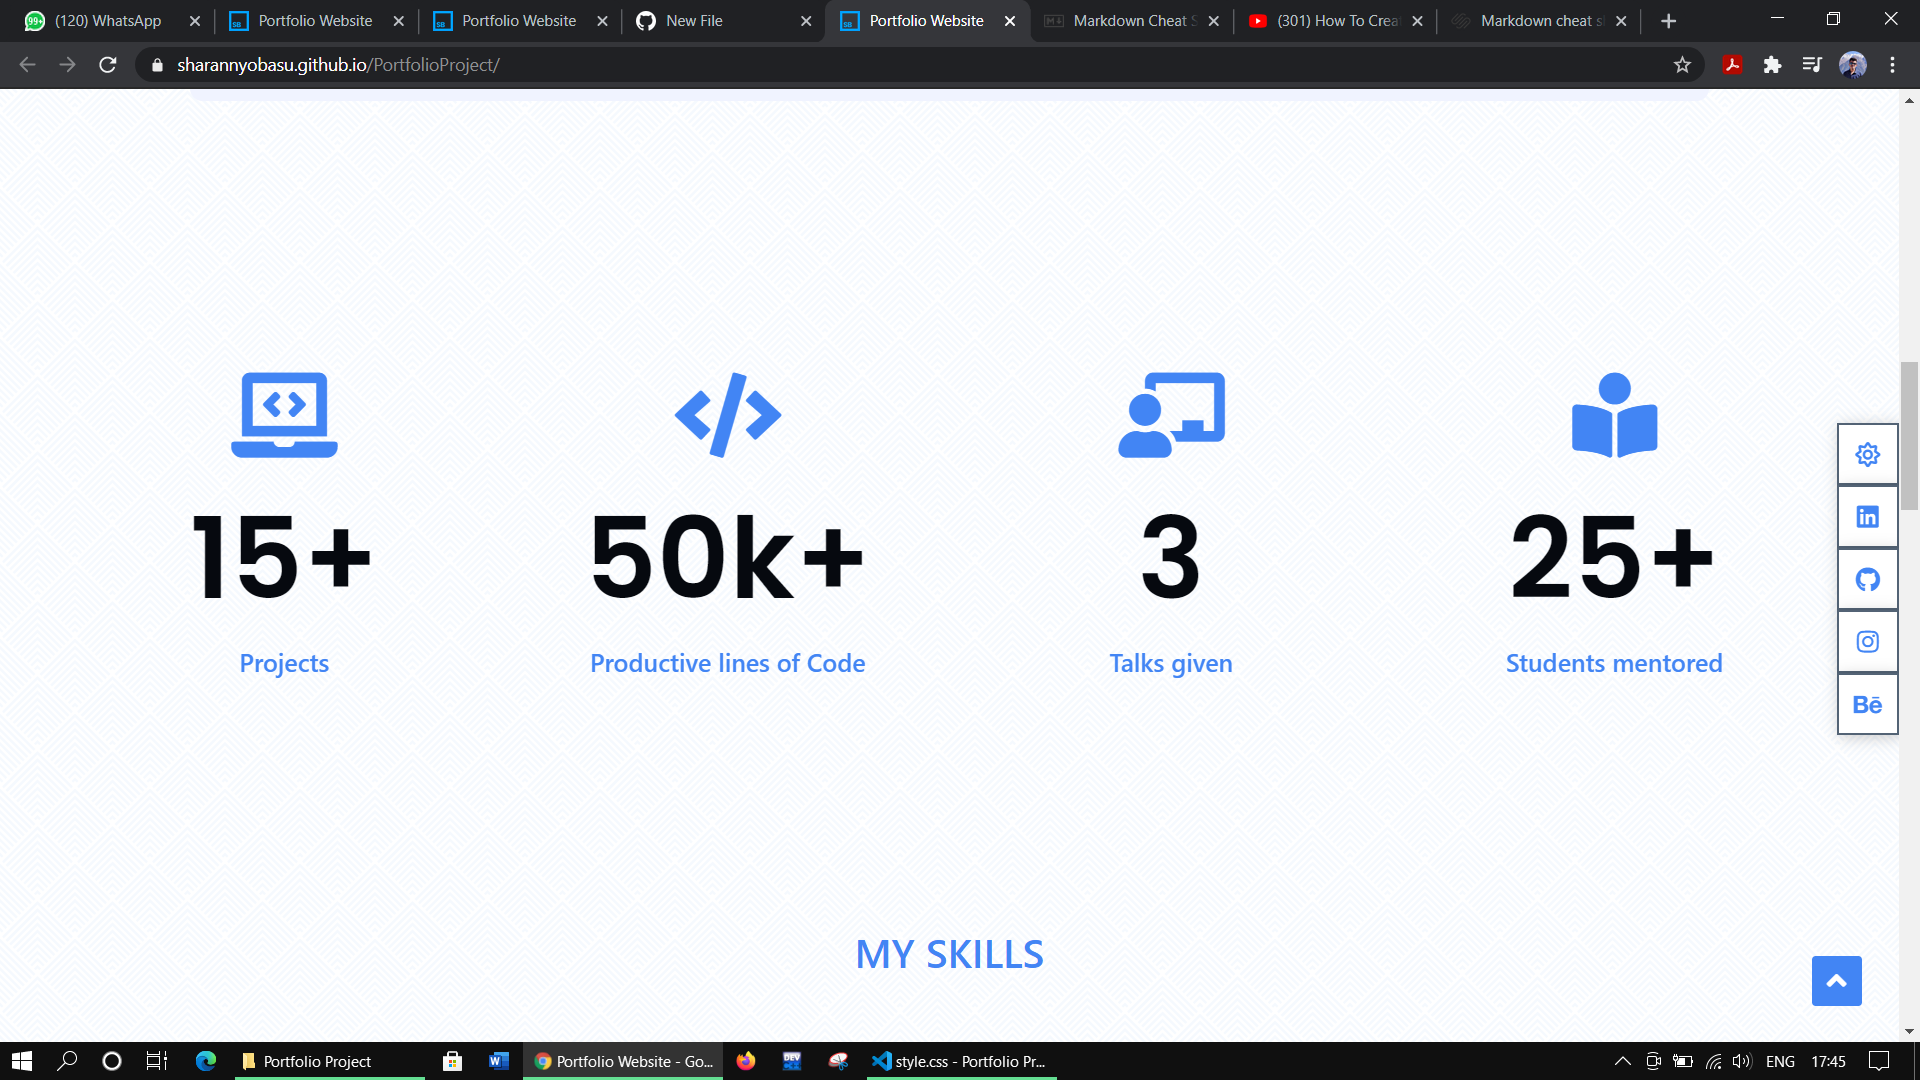 (120) WhatsApp
Portfolio Website
Portfolio Website
New File
Portfolio Website
Markdown Cheat S
(301) How To Crea
Markdown cheat s
sharannyobasu.github.io/PortfolioProject/
15+
50k+
3
25+
Projects
Productive lines of Code
Talks given
Students mentored
Bē
MY SKILLS
Portfolio Project
Portfolio Website - Go...
style.css - Portfolio Pr...
ENG
17:45